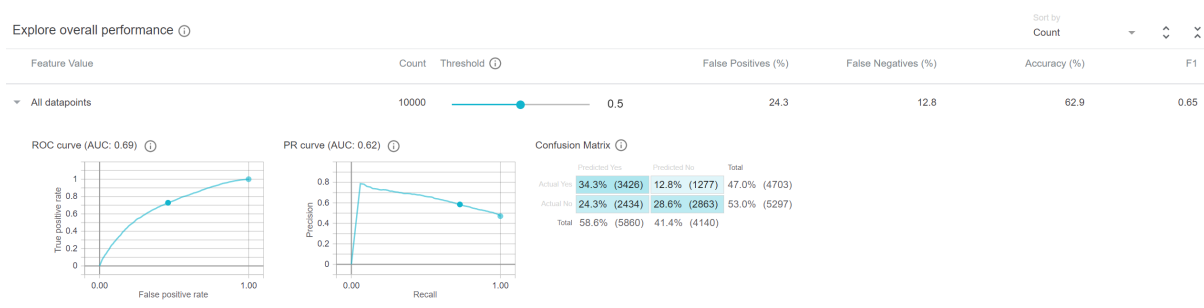 Sort by
Explore overall performance
Count
Feature Value Count Threshold False Positives (%) False Negatives (%) Accuracy (%) F1
All datapoints 10000 0.5 24.3 12.8 62.9 0.65
ROC curve (AUC: 0.69) PR curve (AUC: 0.62) Confusion Matrix
Predicted Yes Predicted No Total
Actual Yes 34.3% (3426) 12.8% (1277) 47.0% (4703)
Actual No 24.3% (2434) 28.6% (2863) 53.0% (5297)
Total 58.6% (5860) 41.4% (4140)
True positive rate
1
0.8
0.6
0.4
0.2
0
0.00 1.00
False positive rate
Precision
0.8
0.6
0.4
0.2
0
0.00 1.00
Recall